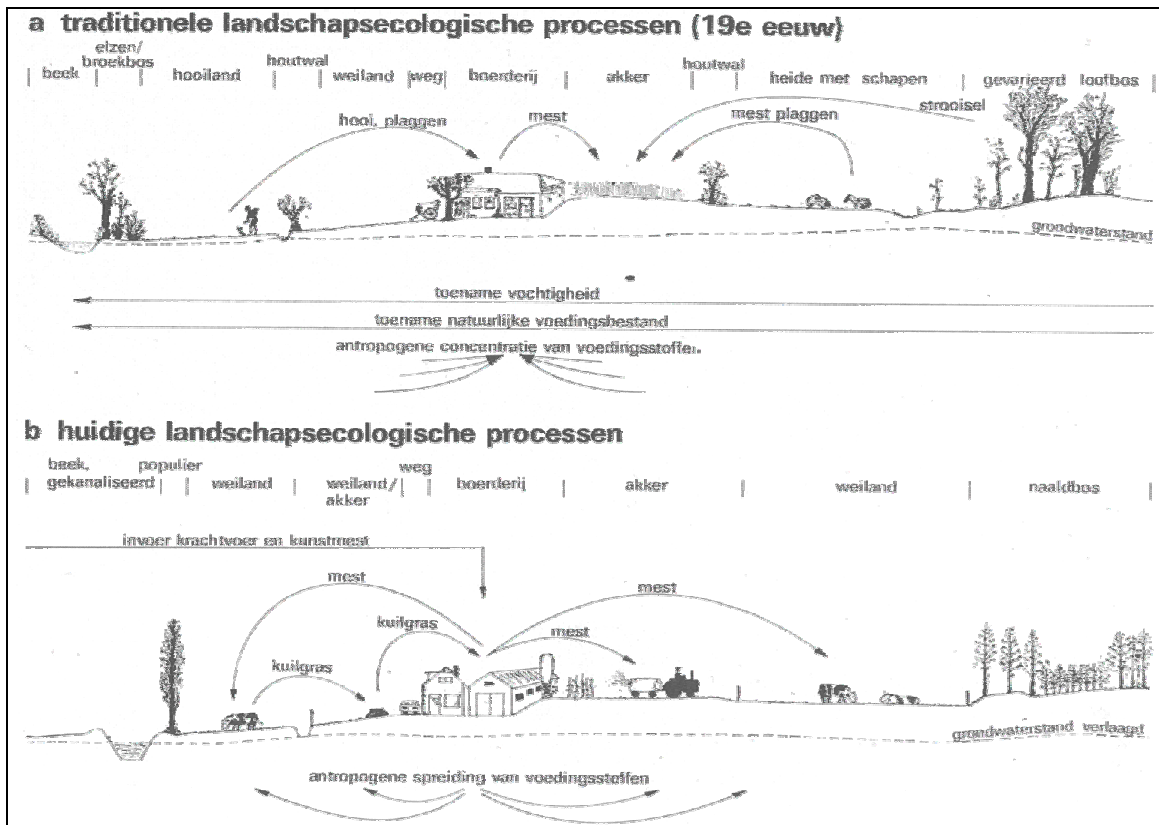 a traditionele landschapsecologische processen (19e eeuw)
beek
elzen/
broekbos
hooiland
houtwal
weiland
weg
boerderij
akker
houtwal
heide met schapen
gevarieerd loofbos
hooi, plaggen
mest
mest plaggen
strooisel
grondwaterstand
toename vochtigheid
toename natuurlijke voedingsbestand
antropogene concentratie van voedingsstoffen.
b huidige landschapsecologische processen
beek,
gekanaliseerd
populier
weiland
weiland/
akker
weg
boerderij
akker
weiland
naaldbos
invoer krachtvoer en kunstmest
mest
mest
kuilgras
mest
kuilgras
grondwaterstand verlaagd
antropogene spreiding van voedingsstoffen